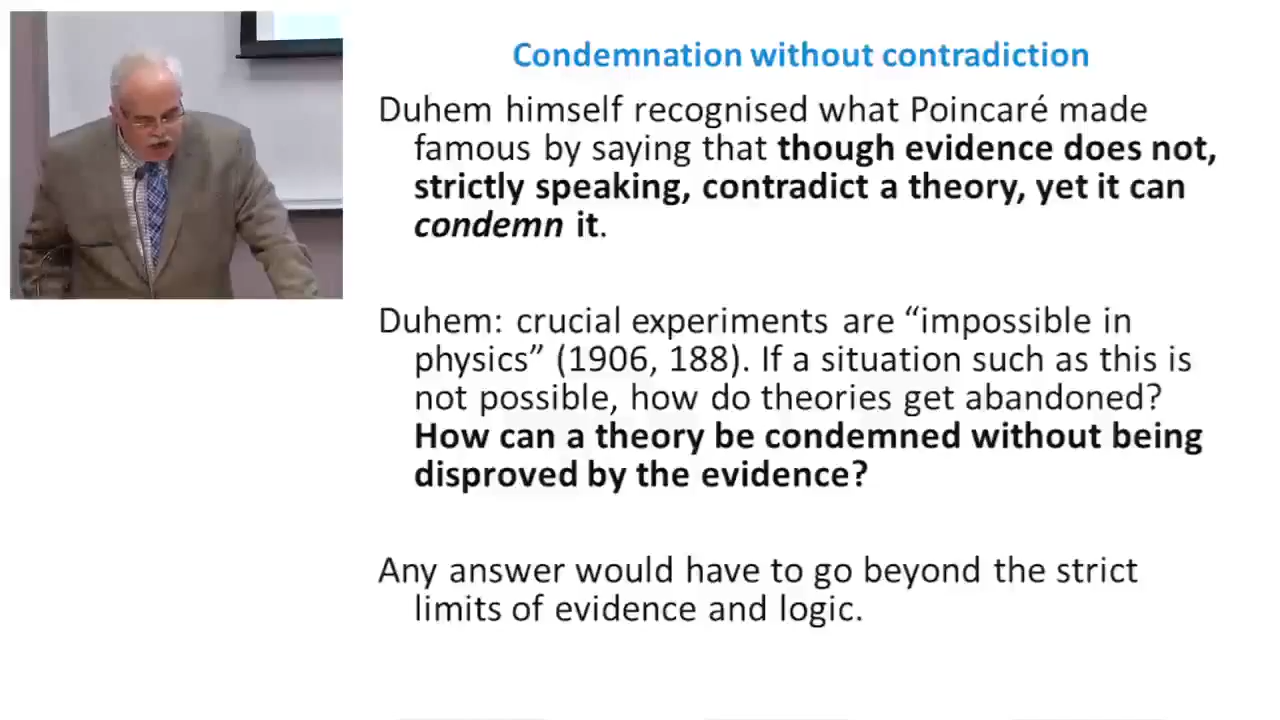 Condemnation without contradiction
Duhem himself recognised what Poincaré made
famous by saying that though evidence does not,
strictly speaking, contradict a theory, yet it can
condemn it.
Duhem: crucial experiments are “impossible in
physics” (1906, 188). If a situation such as this is
not possible, how do theories get abandoned?
How can a theory be condemned without being
disproved by the evidence?
Any answer would have to go beyond the strict
limits of evidence and logic.